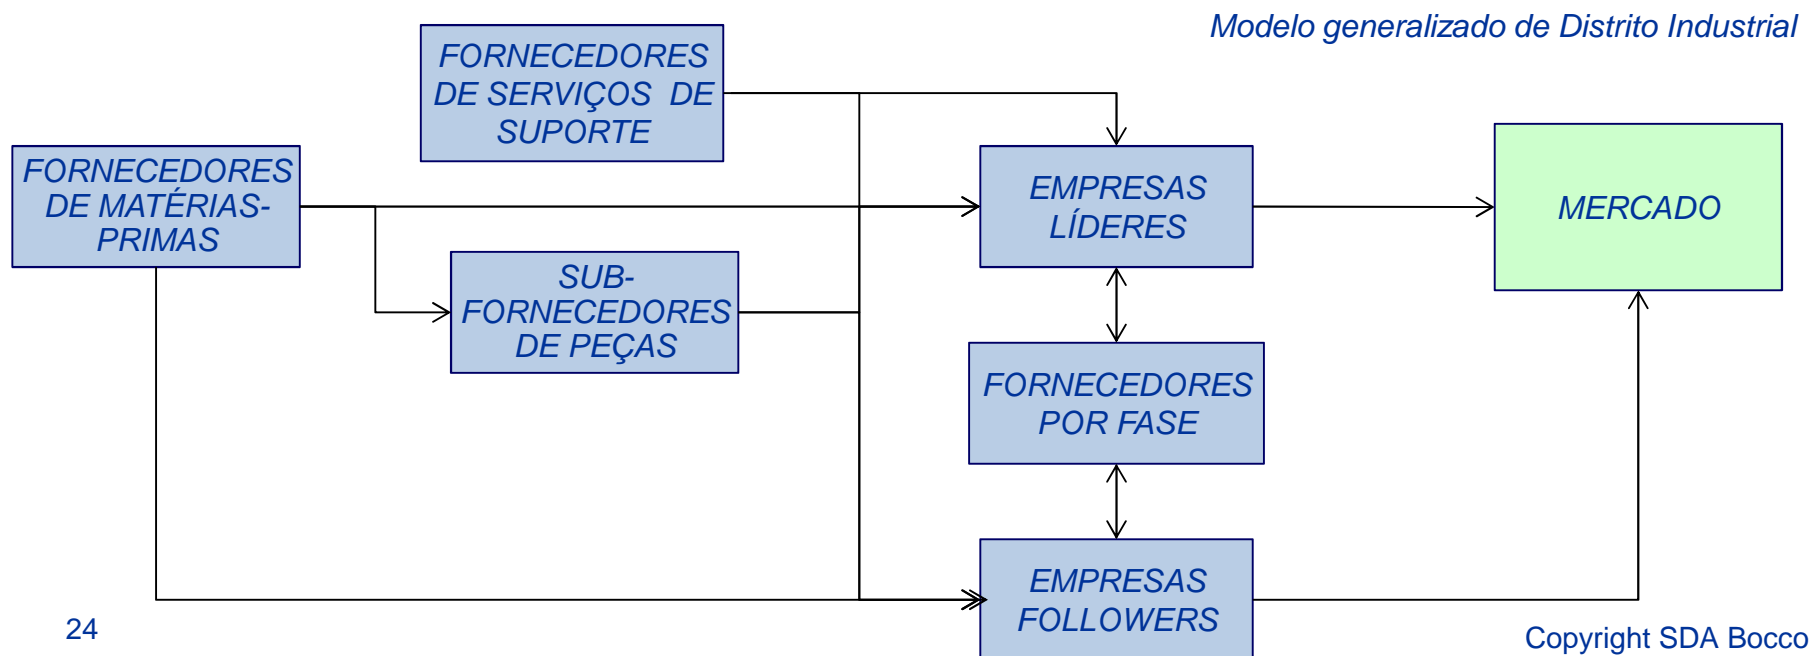 Modelo generalizado de Distrito Industrial
FORNECEDORES
DE SERVIÇOS DE
SUPORTE
FORNECEDORES
DE MATÉRIAS-
PRIMAS
EMPRESAS
LÍDERES
MERCADO
SUB-
FORNECEDORES
DE PEÇAS
FORNECEDORES
POR FASE
EMPRESAS
FOLLOWERS
24
Copyright SDA Bocco